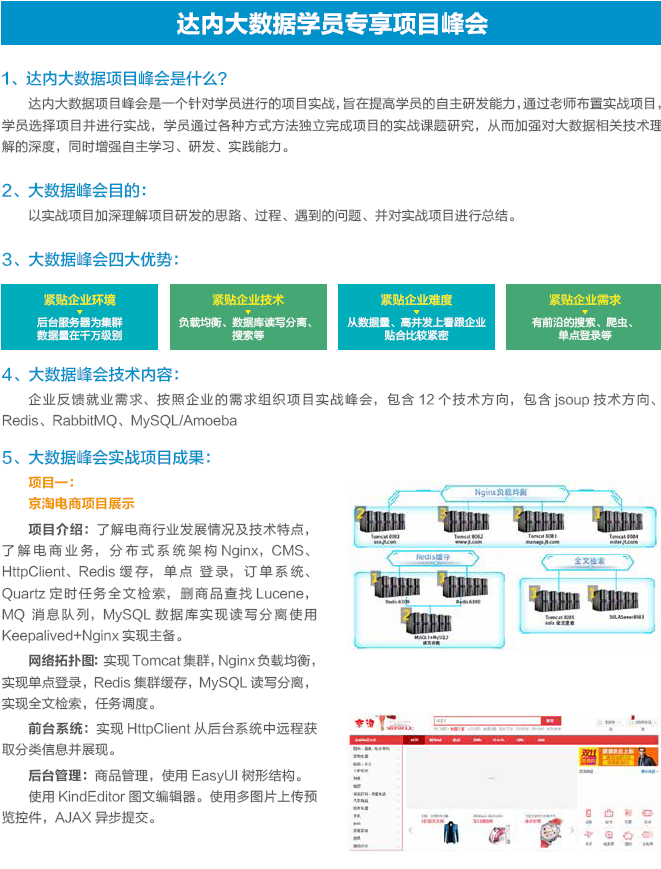 达内大数据学员专享项目峰会
1、达内大数据项目峰会是什么?
达内大数据项目峰会是一个针对学员进行的项目实战，旨在提高学员的自主研发能力，通过老师布置实战项目，
学员选择项目并进行实战，学员通过各种方式方法独立完成项目的实战课题研究，从而加强对大数据相关技术理
解的深度，同时增强自主学习、研发、实践能力。
2、大数据峰会目的：
以实战项目加深理解项目研发的思路、过程、遇到的问题、并对实战项目进行总结。
3、大数据峰会四大优势：
紧贴企业环境
后台服务器为集群
数据量在千万级别
紧贴企业技术
负载均衡、数据库读写分离、
搜索等
紧贴企业难度
从数据量、高并发上看跟企业
贴合比较紧密
紧贴企业需求
有前沿的搜索、爬虫、
单点登录等
4、大数据峰会技术内容：
企业反馈就业需求、按照企业的需求组织项目实战峰会，包含 12 个技术方向，包含 jsoup 技术方向、
Redis、RabbitMQ、MySQL/Amoeba
5、大数据峰会实战项目成果：
项目一：
京淘电商项目展示
项目介绍：了解电商行业发展情况及技术特点，
了解电商业务，分布式系统架构 Nginx，CMS、
HttpClient、Redis 缓存，单点 登录，订单系统、
Quartz 定时任务全文检索，删商品查找 Lucene，
MQ 消息队列，MySQL 数据库实现读写分离使用
Keepalived+Nginx 实现主备。
网络拓扑图: 实现 Tomcat 集群，Nginx 负载均衡，
实现单点登录，Redis 集群缓存，MySQL 读写分离，
实现全文检索，任务调度。
前台系统：实现 HttpClient 从后台系统中远程获
取分类信息并展现。
后台管理：商品管理，使用 EasyUI 树形结构。
使用 KindEditor 图文编辑器。使用多图片上传预
览控件，AJAX 异步提交。
Nginx负载均衡
2
3
2
1
Tomcat 8093
sso.jt.com
Tomcat 8092
www.jt.com
Tomcat 8091
manage.jt.com
Tomcat 8094
order.jt.com
Redis缓存
Redis 6379
Redis 6380
MySQL1+MySQL2
读写分离
全文检索
京淘